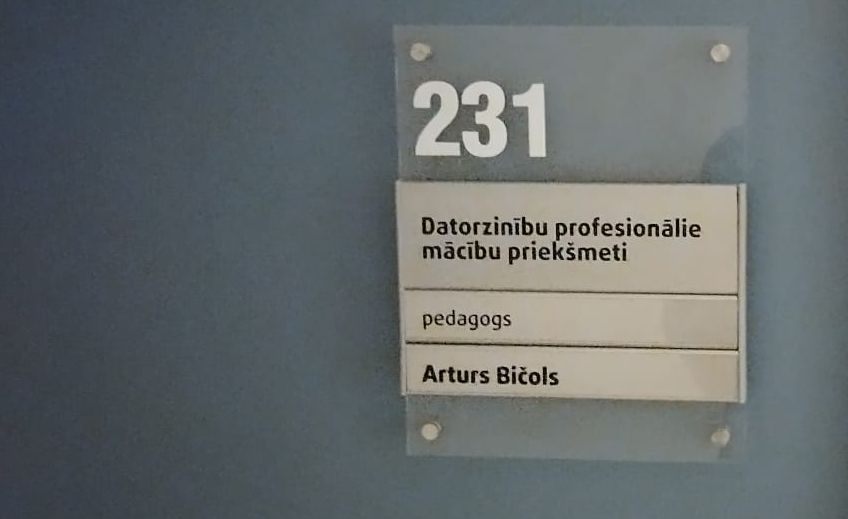 231
Datorzinību profesionālie
mācību priekšmeti
pedagogs
Arturs Bičols